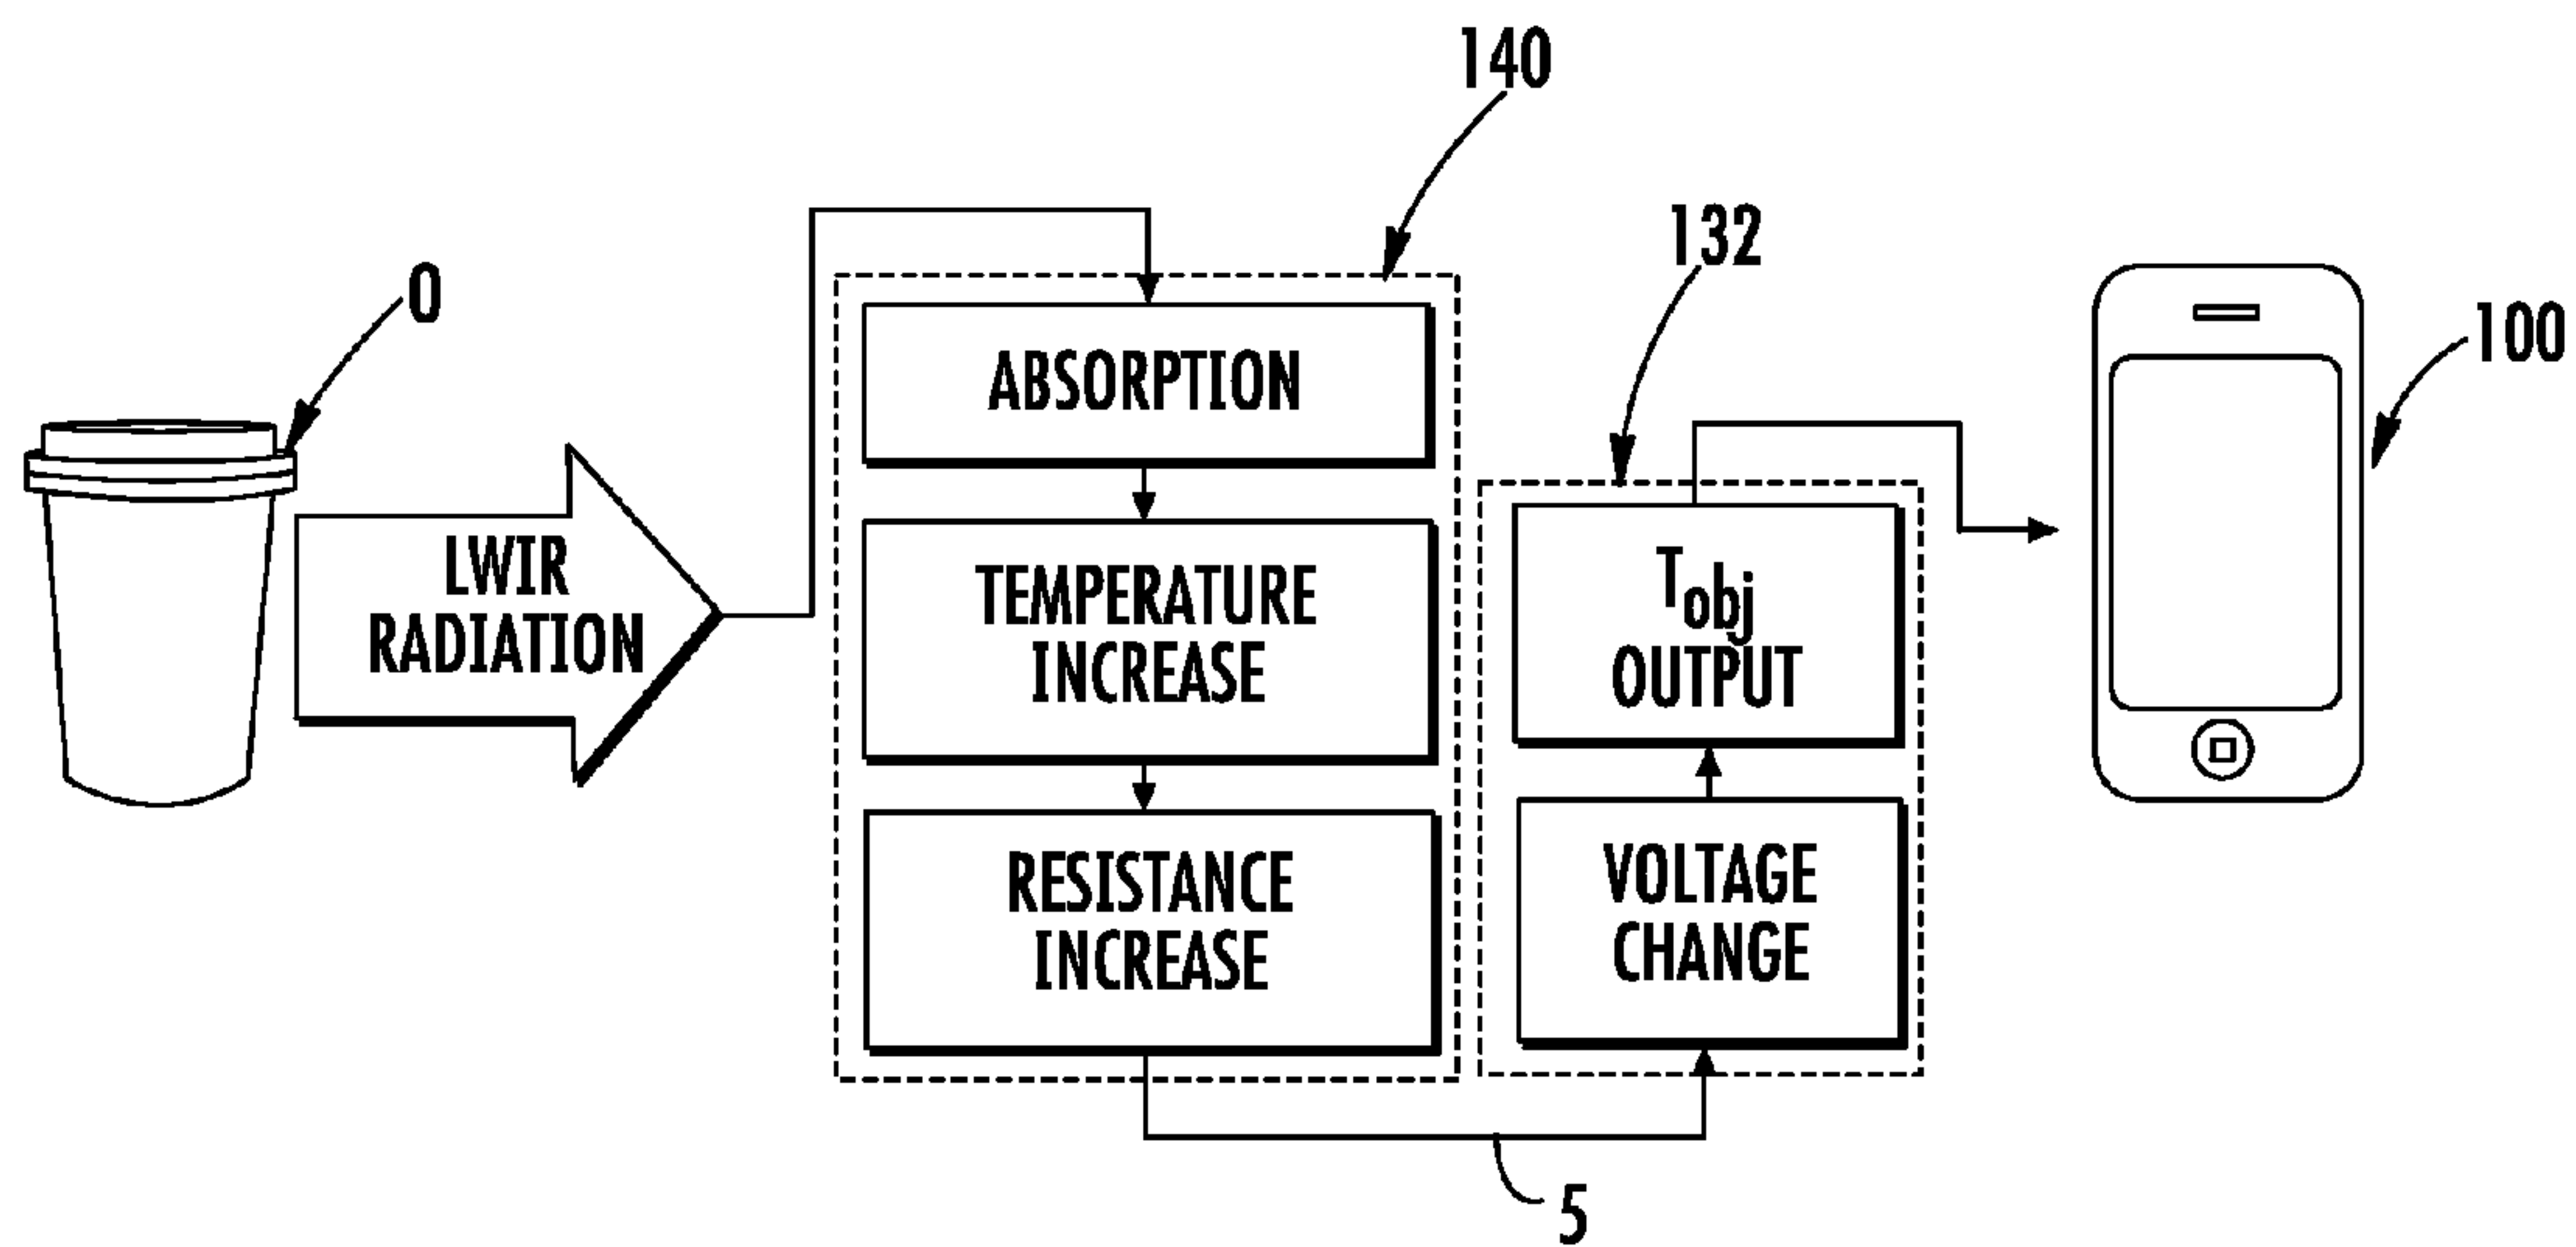 140
132
0
100
ABSORPTION
LWIR
RADIATION
TEMPERATURE
INCREASE
Tobj
OUTPUT
RESISTANCE
INCREASE
VOLTAGE
CHANGE
5